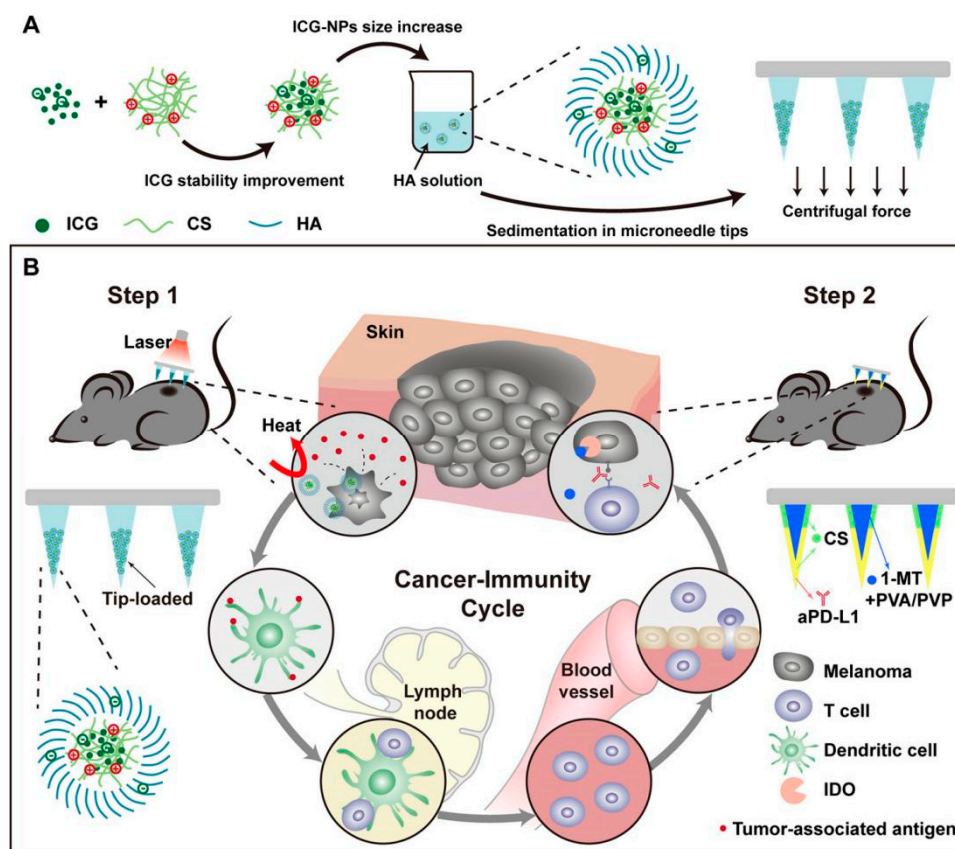 A
ICG-NPs size increase
+
ICG stability improvement
HA solution
Sedimentation in microneedle tips
Centrifugal force
ICG
CS
HA
B
Step 1
Laser
Skin
Step 2
Heat
Tip-loaded
Cancer-Immunity
Cycle
Lymph
node
Blood
vessel
CS
1-MT
+PVA/PVP
aPD-L1
Melanoma
T cell
Dendritic cell
IDO
Tumor-associated antigen